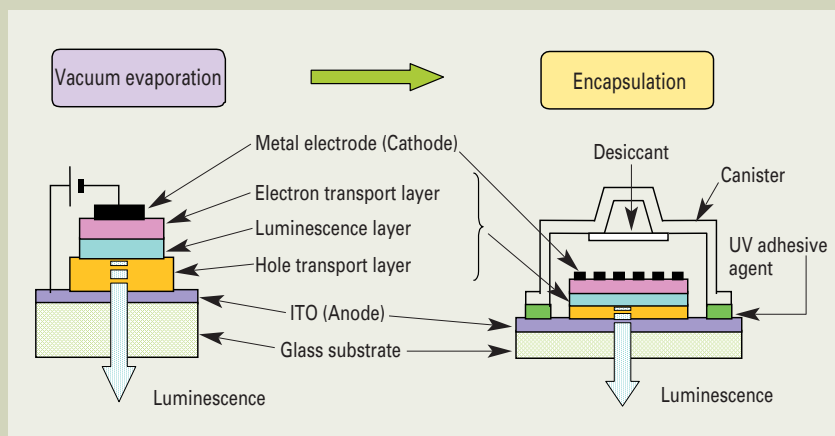 Vacuum evaporation
Encapsulation
Metal electrode (Cathode)
Electron transport layer
Luminescence layer
Hole transport layer
ITO (Anode)
Glass substrate
Luminescence
Desiccant
Canister
UV adhesive
agent
Luminescence